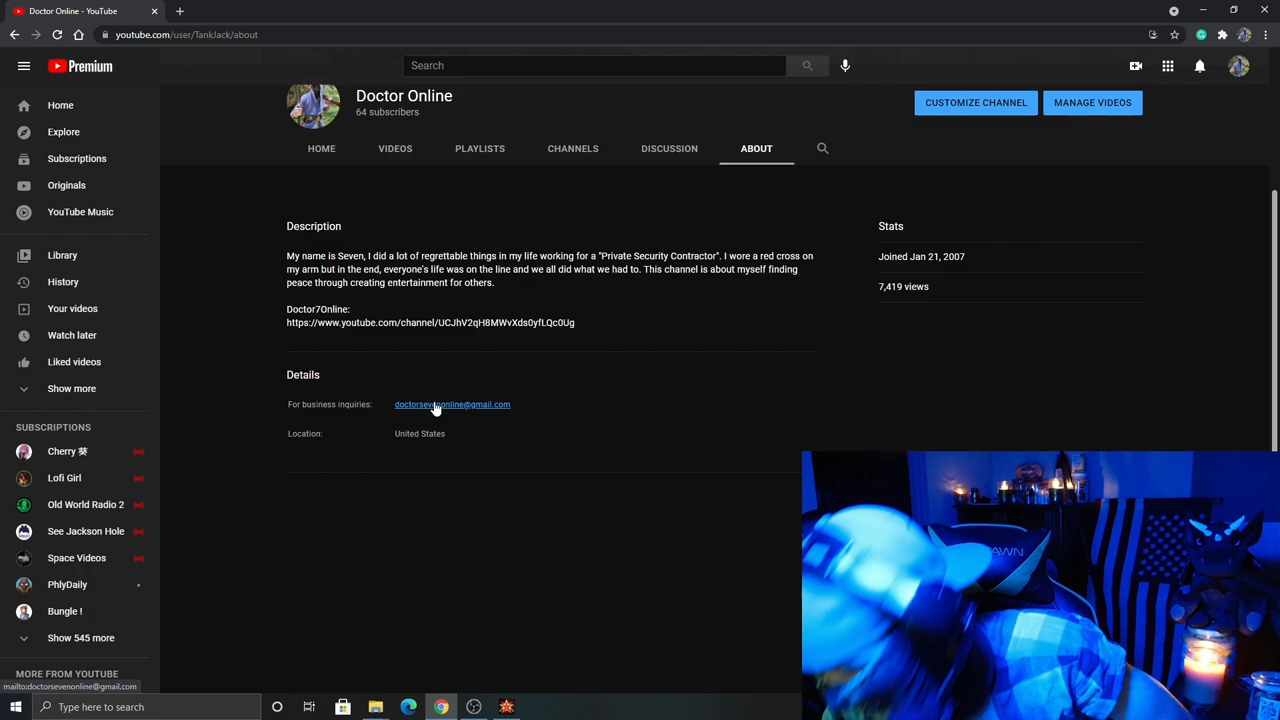 Doctor Online - YouTube
youtube.com/user/TankJack/about
Premium
Search
Home
Explore
Subscriptions
Originals
YouTube Music
Library
History
Your videos
Watch later
Liked videos
Show more
SUBSCRIPTIONS
Cherry 葵
Lofi Girl
Old World Radio 2
See Jackson Hole
Space Videos
PhlyDaily
Bungle !
Show 545 more
MORE FROM YOUTUBE
mailto:doctorsevenonline@gmail.com
Doctor Online
64 subscribers
CUSTOMIZE CHANNEL
MANAGE VIDEOS
HOME
VIDEOS
PLAYLISTS
CHANNELS
DISCUSSION
ABOUT
Description
My name is Seven, I did a lot of regrettable things in my life working for a "Private Security Contractor". I wore a red cross on
my arm but in the end, everyone's life was on the line and we all did what we had to. This channel is about myself finding
peace through creating entertainment for others.
Doctor7Online:
https://www.youtube.com/channel/UCJhV2qH8MWvXds0yfLQc0Ug
Details
For business inquiries:
doctorsevenonline@gmail.com
Location:
United States
Stats
Joined Jan 21, 2007
7,419 views
Type here to search